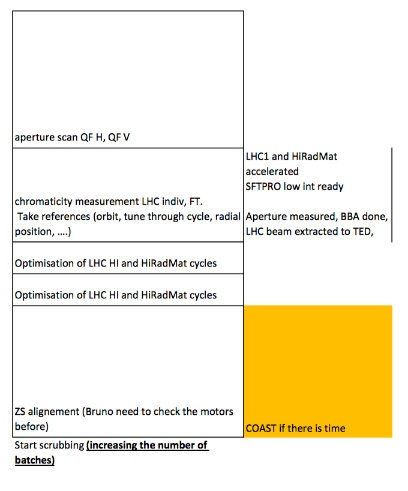 aperture scan QF H, QF V
LHC1 and HiRadMat
accelerated
SFTPRO low int ready
chromaticity measurement LHC indiv, FT.
Take references (orbit, tune through cycle, radial
position, ....)
Aperture measured, BBA done,
LHC beam extracted to TED,
Optimisation of LHC HI and HiRadMat cycles
Optimisation of LHC HI and HiRadMat cycles
ZS alignement (Bruno need to check the motors
before)
COAST if there is time
Start scrubbing (increasing the number of
batches)